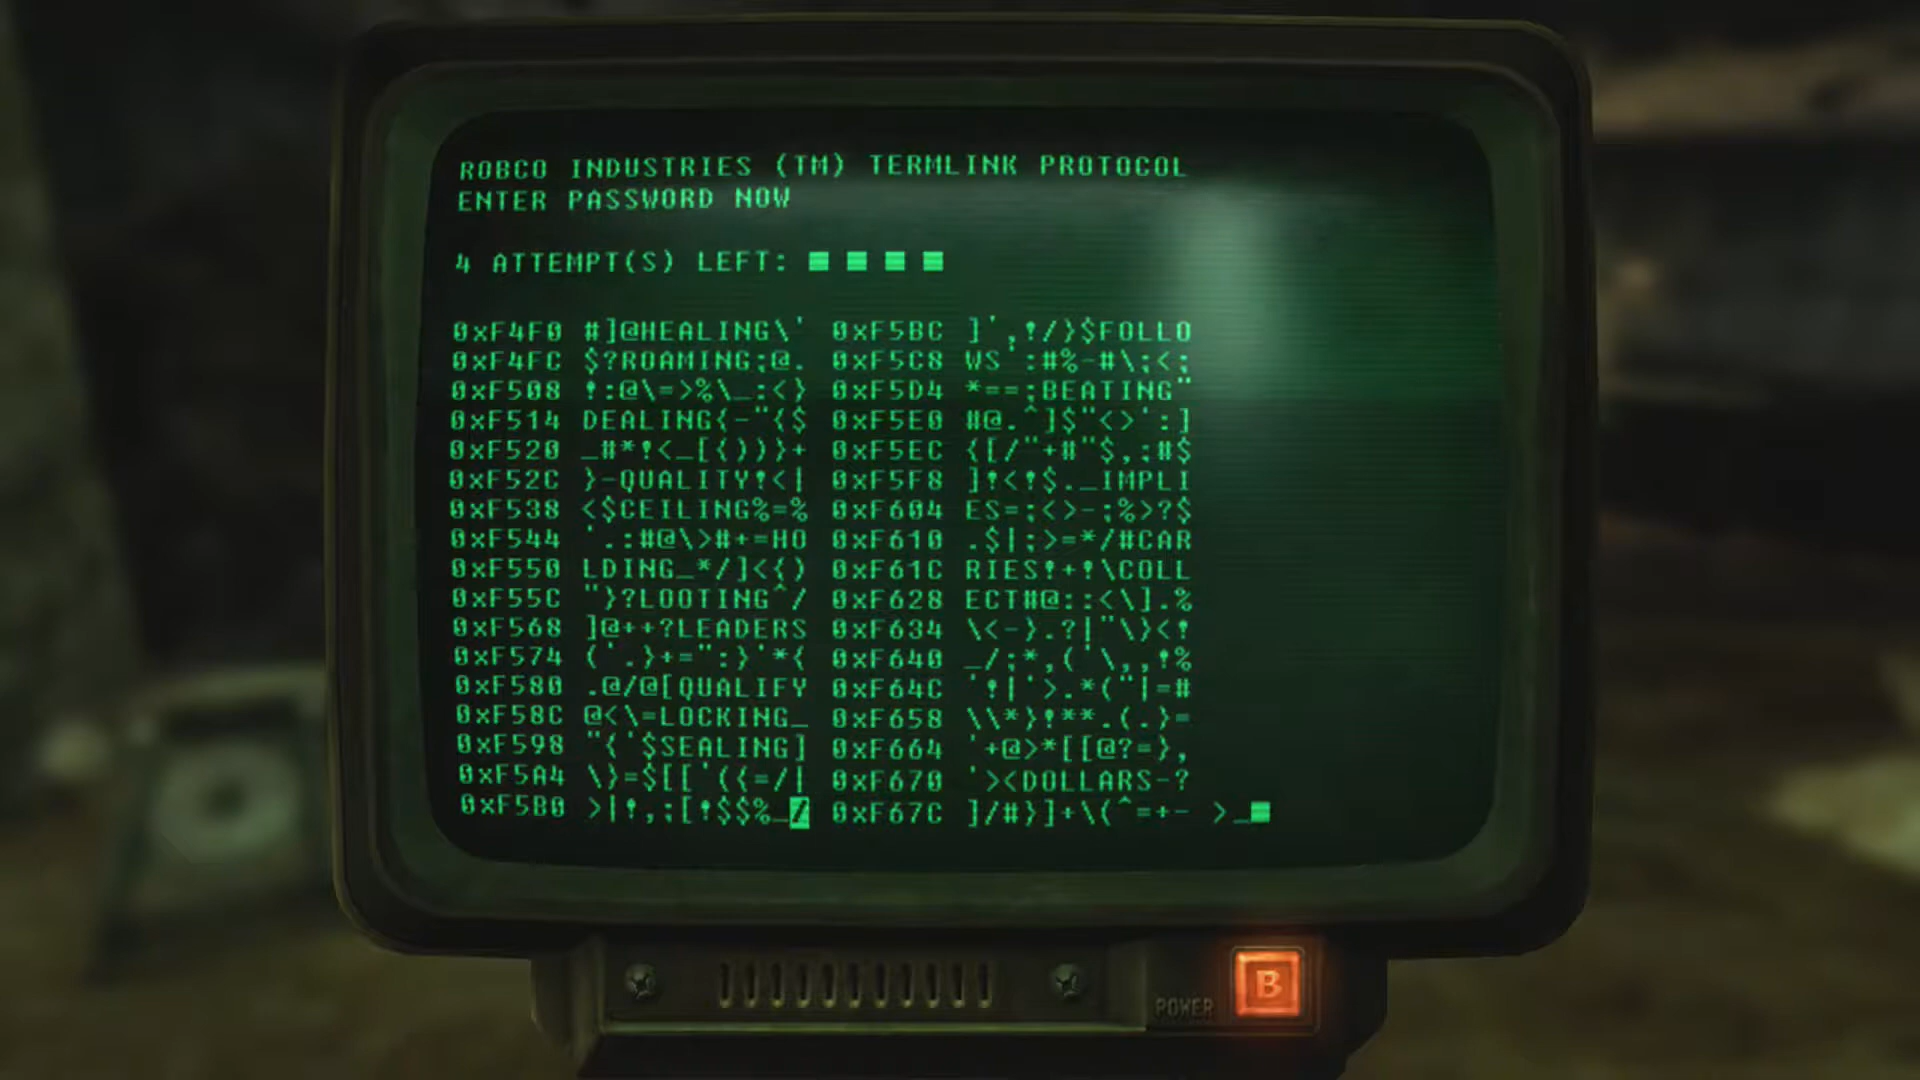 ROBCO INDUSTRIES (TM) TERMLINK PROTOCOL
ENTER PASSWORD NOW
4 ATTEMPT(S) LEFT: ■ ■ ■ ■
0xF4F0 #]@HEALING\' 0xF5BC ]',!/}$FOLLO
0xF4FC $?ROAMING;@. 0xF5C8 WS':#%-#\;<;
0xF508 !:@\=>%\_:<} 0xF5D4 *==;BEATING"
0xF514 DEALING{-"{$ 0xF5E0 #@.^]$"<>':]
0xF520 _#*!<_[{))}+ 0xF5EC {[/"+#"$,;#$
0xF52C }-QUALITY!<| 0xF5F8 ]!<!$._IMPLI
0xF538 <$CEILING%=% 0xF604 ES=;<>-;%>?$
0xF544 '.:#@\>#+=HO 0xF610 .$|;>=*/#CAR
0xF550 LDING_*/]<{) 0xF61C RIES!+!\COLL
0xF55C "}?LOOTING^/ 0xF628 ECT#@::<\].%
0xF568 ]@++?LEADERS 0xF634 \<-}.?|"\}<!
0xF574 ('.}+=":}'*{ 0xF640 _/;*,('\,,!%
0xF580 .@/@[QUALIFY 0xF64C '!|'>.*("|=#
0xF58C @<\=LOCKING_ 0xF658 \\*}!**.(.}=
0xF598 "{'$SEALING] 0xF664 '+@>*[[@?=},
0xF5A4 \}=$[['({=/| 0xF670 '><DOLLARS-?
0xF5B0 >|!,;[!$$%_/ 0xF67C ]/#}]+\(^=+- >_■
POWER
B